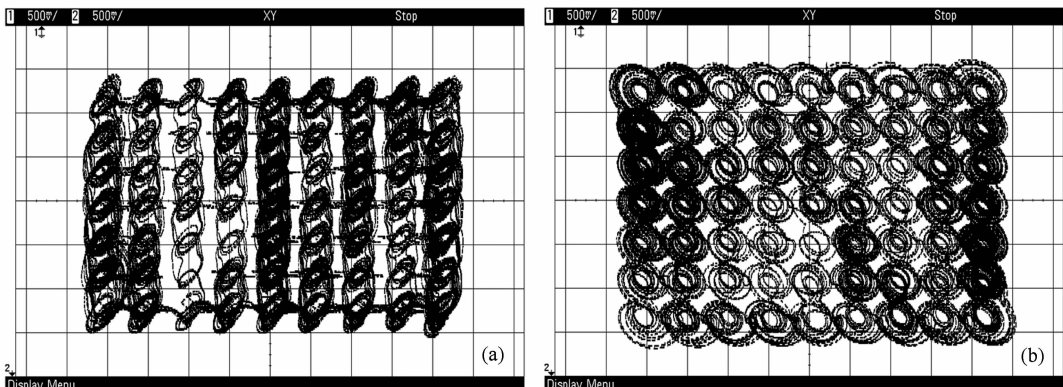 1 500mV/ 2 500mV/ XY Stop
1
(a)
2
Display Menu
1 500mV/ 2 500mV/ XY Stop
1
(b)
2
Display Menu